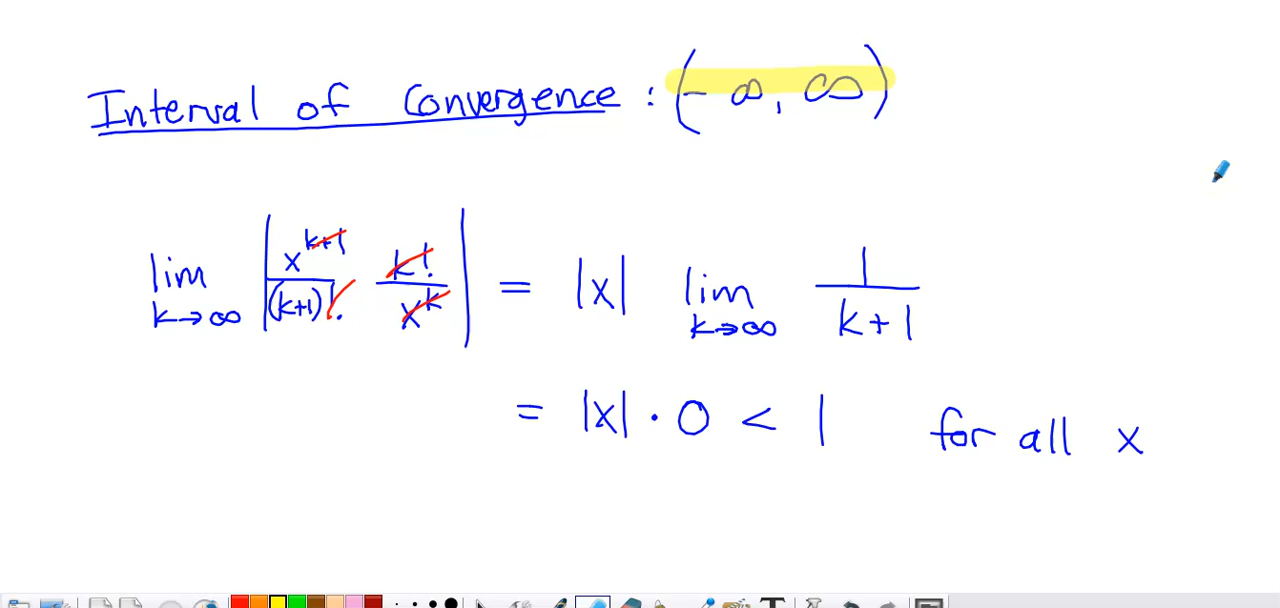 Interval of Convergence : (- ∞, ∞)
lim k→∞ | x^(k+1) / (k+1)! · k! / x^k | = |x| lim k→∞ 1 / (k+1)
= |x| · 0 < 1 for all x